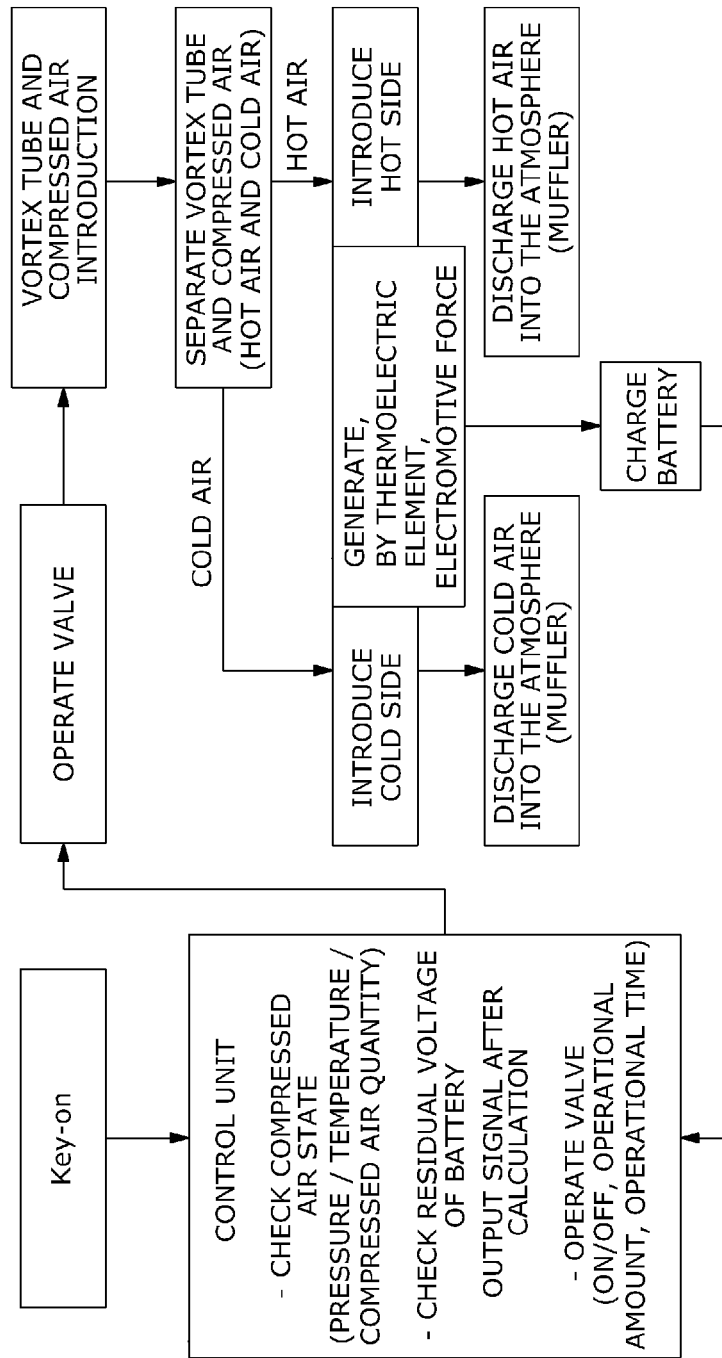 Key-on
CONTROL UNIT
- CHECK COMPRESSED
AIR STATE
(PRESSURE / TEMPERATURE /
COMPRESSED AIR QUANTITY)
- CHECK RESIDUAL VOLTAGE
OF BATTERY
OUTPUT SIGNAL AFTER
CALCULATION
- OPERATE VALVE
(ON/OFF, OPERATIONAL
AMOUNT, OPERATIONAL TIME)
OPERATE VALVE
VORTEX TUBE AND
COMPRESSED AIR
INTRODUCTION
SEPARATE VORTEX TUBE
AND COMPRESSED AIR
(HOT AIR AND COLD AIR)
COLD AIR
HOT AIR
INTRODUCE
COLD SIDE
GENERATE,
BY THERMOELECTRIC
ELEMENT,
ELECTROMOTIVE FORCE
INTRODUCE
HOT SIDE
DISCHARGE COLD AIR
INTO THE ATMOSPHERE
(MUFFLER)
DISCHARGE HOT AIR
INTO THE ATMOSPHERE
(MUFFLER)
CHARGE
BATTERY